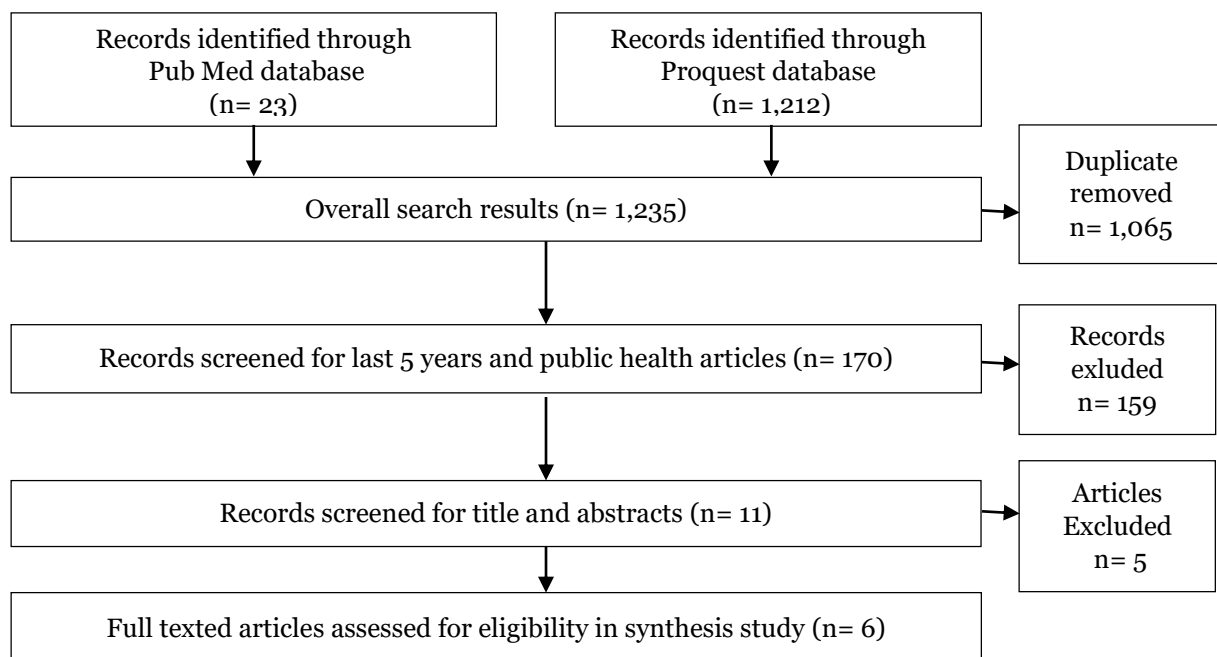 Records identified through
Pub Med database
(n= 23)
Records identified through
Proquest database
(n= 1,212)
Duplicate
removed
n= 1,065
Overall search results (n= 1,235)
Records screened for last 5 years and public health articles (n= 170)
Records
exluded
n= 159
Records screened for title and abstracts (n= 11)
Articles
Excluded
n= 5
Full texted articles assessed for eligibility in synthesis study (n= 6)